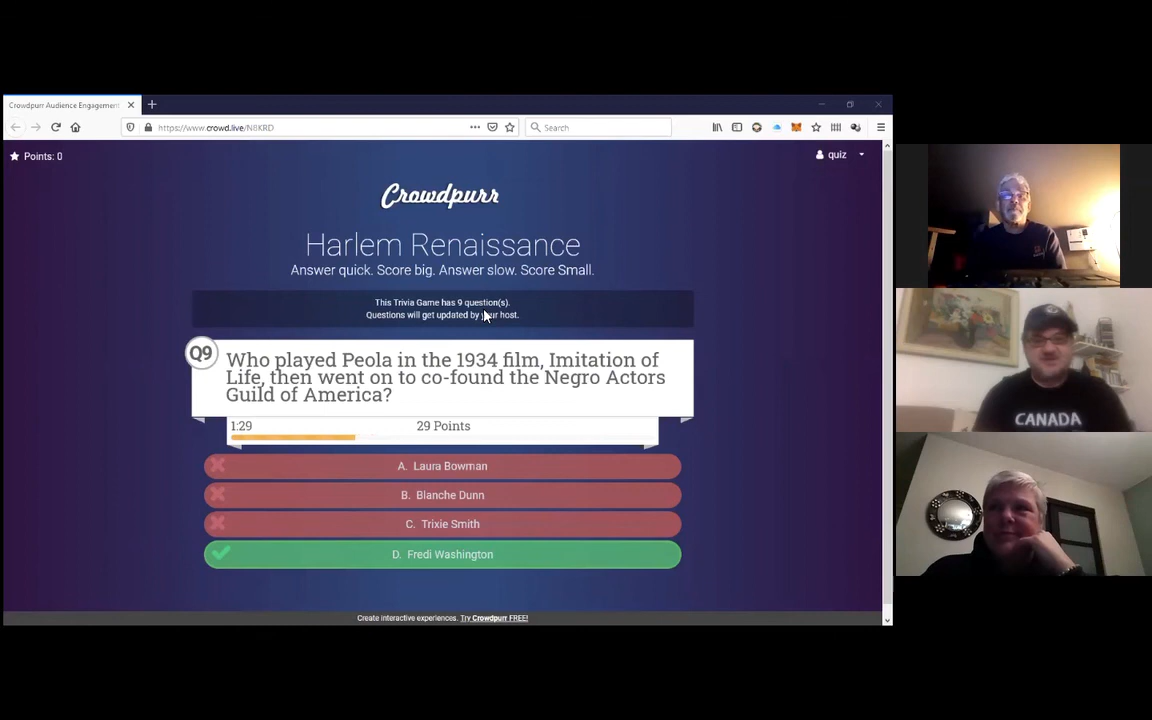 Crowdpurr Audience Engagement
https://www.crowd.live/N8KRD
Search
Points: 0
quiz
Crowdpurr
Harlem Renaissance
Answer quick. Score big. Answer slow. Score Small.
This Trivia Game has 9 question(s).
Questions will get updated by your host.
Q9
Who played Peola in the 1934 film, Imitation of
Life, then went on to co-found the Negro Actors
Guild of America?
1:29
29 Points
A. Laura Bowman
B. Blanche Dunn
C. Trixie Smith
D. Fredi Washington
Create interactive experiences. Try Crowdpurr FREE!
CANADA